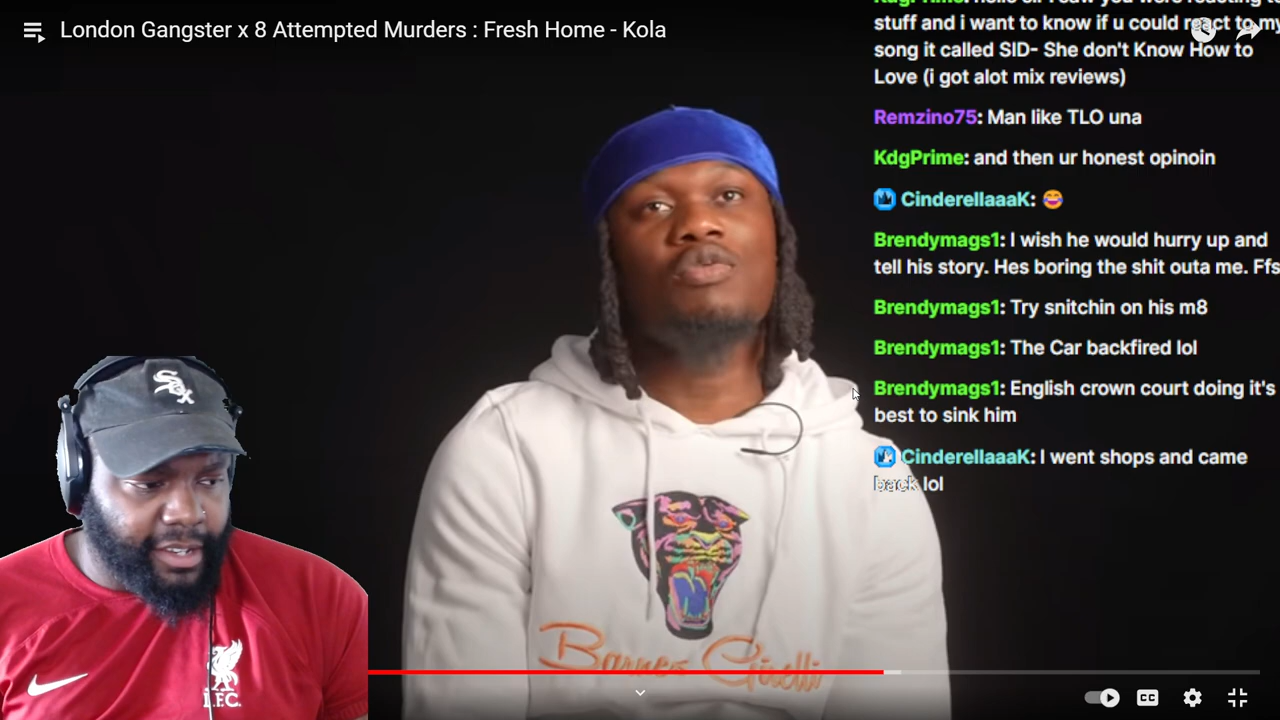 London Gangster x 8 Attempted Murders : Fresh Home - Kola
stuff and i want to know if u could react to my
song it called SID- She don't Know How to
Love (i got alot mix reviews)
Remzino75: Man like TLO una
KdgPrime: and then ur honest opinoin
CinderellaaaK: 😂
Brendymags1: I wish he would hurry up and
tell his story. Hes boring the shit outa me. Ffs
Brendymags1: Try snitchin on his m8
Brendymags1: The Car backfired lol
Brendymags1: English crown court doing it's
best to sink him
CinderellaaaK: I went shops and came
back lol
Sox
L.F.C.
Barnes Ginelli
CC